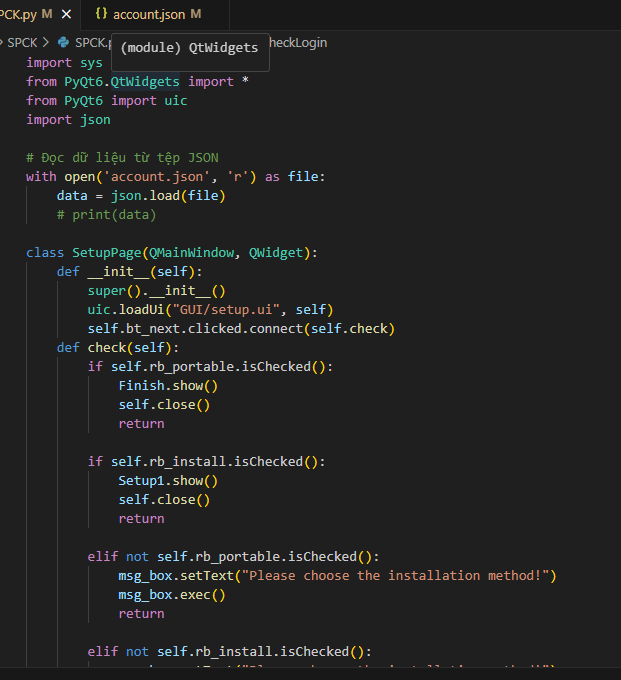 PCK.py M {} account.json M
SPCK SPCK.p heckLogin
(module) QtWidgets
import sys
from PyQt6.QtWidgets import *
from PyQt6 import uic
import json
# Đọc dữ liệu từ tệp JSON
with open('account.json', 'r') as file:
data = json.load(file)
# print(data)
class SetupPage(QMainWindow, QWidget):
def __init__(self):
super().__init__()
uic.loadUi("GUI/setup.ui", self)
self.bt_next.clicked.connect(self.check)
def check(self):
if self.rb_portable.isChecked():
Finish.show()
self.close()
return
if self.rb_install.isChecked():
Setup1.show()
self.close()
return
elif not self.rb_portable.isChecked():
msg_box.setText("Please choose the installation method!")
msg_box.exec()
return
elif not self.rb_install.isChecked():